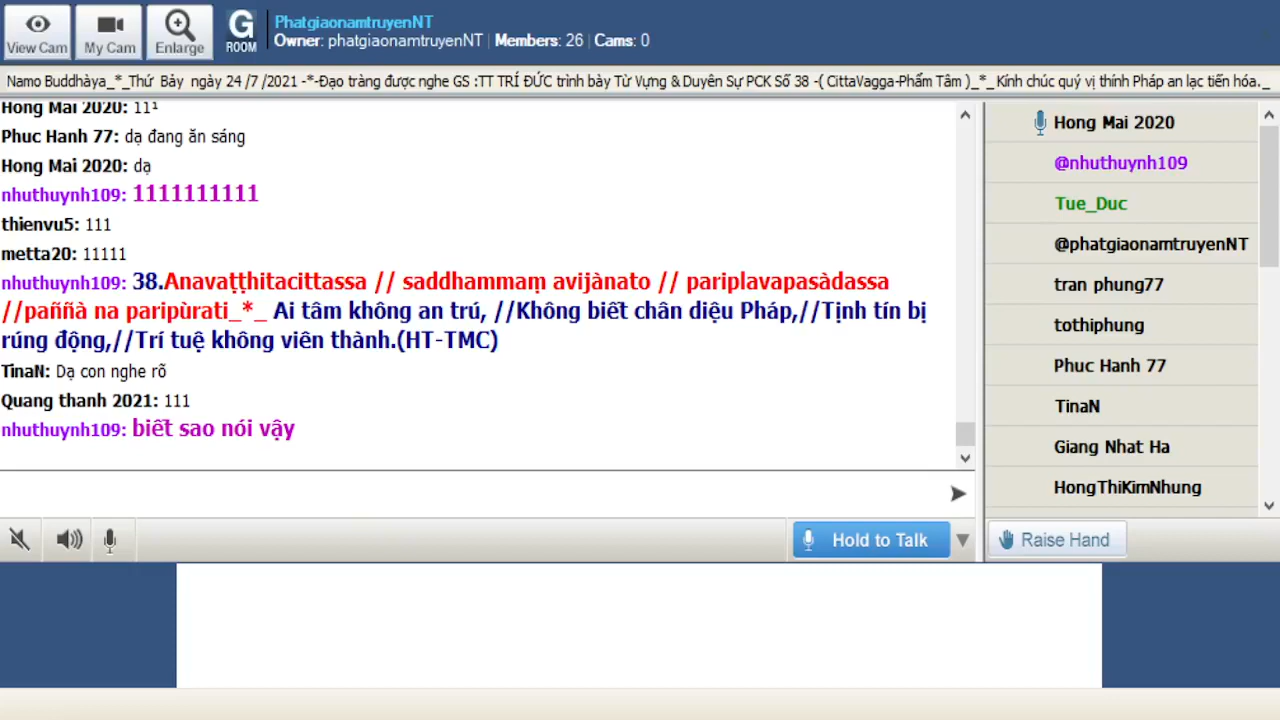 View Cam
My Cam
Enlarge
G
ROOM
PhatgiaonamtruyenNT
Owner: phatgiaonamtruyenNT | Members: 26 | Cams: 0
Namo Buddhàya_*_Thứ Bảy ngày 24 /7 /2021 -*-Đạo tràng được nghe GS :TT TRÍ ĐỨC trình bày Từ Vựng & Duyên Sự PCK Số 38 -( CittaVagga-Phẩm Tâm )_*_Kính chúc quý vị thính Pháp an lạc tiến hóa._
Hong Mai 2020: 11¹
Phuc Hanh 77: dạ đang ăn sáng
Hong Mai 2020: dạ
nhuthuynh109: 1111111111
thienvu5: 111
metta20: 11111
nhuthuynh109: 38.Anavaṭṭhitacittassa // saddhammaṃ avijànato // pariplavapasàdassa
//paññà na paripùrati_*_ Ai tâm không an trú, //Không biết chân diệu Pháp,//Tịnh tín bị
rúng động,//Trí tuệ không viên thành.(HT-TMC)
TinaN: Dạ con nghe rõ
Quang thanh 2021: 111
nhuthuynh109: biết sao nói vậy
Hong Mai 2020
@nhuthuynh109
Tue_Duc
@phatgiaonamtruyenNT
tran phung77
tothiphung
Phuc Hanh 77
TinaN
Giang Nhat Ha
HongThiKimNhung
Hold to Talk
Raise Hand